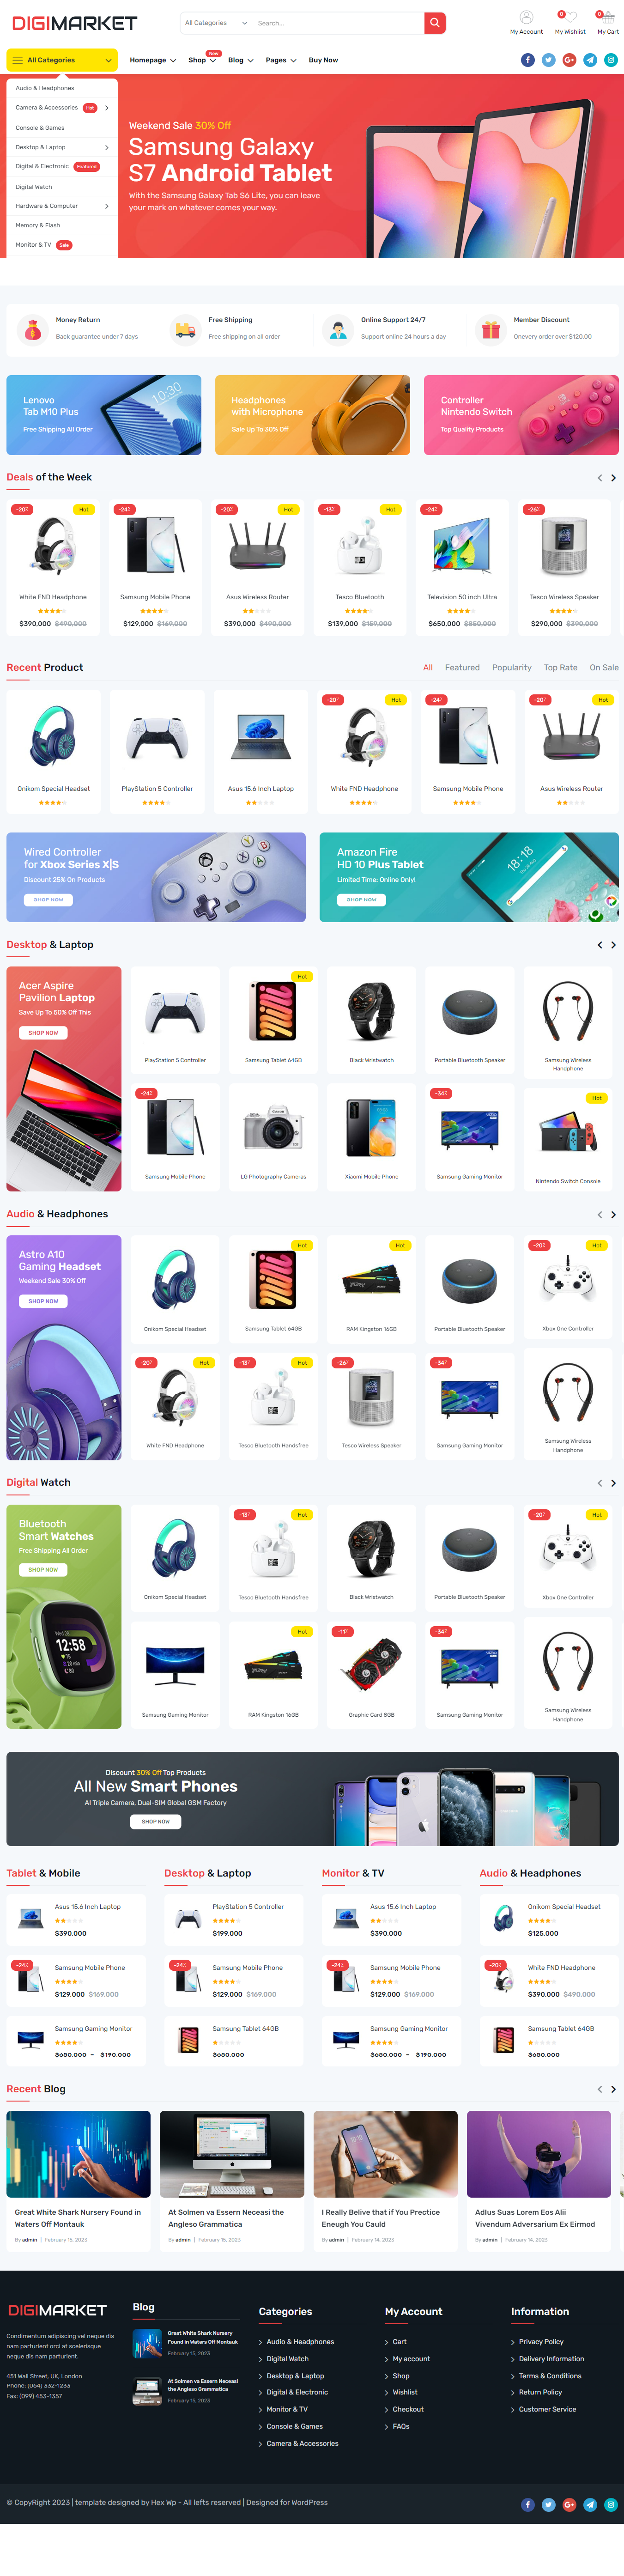 DIGIMARKET
All Categories
Search...
0
0
My Account
My Wishlist
My Cart
All Categories
Homepage
Shop
New
Blog
Pages
Buy Now
Audio & Headphones
Camera & Accessories Hot
Console & Games
Desktop & Laptop
Digital & Electronic Featured
Digital Watch
Hardware & Computer
Memory & Flash
Monitor & TV Sale
Weekend Sale 30% Off
Samsung Galaxy
S7 Android Tablet
With the Samsung Galaxy Tab S6 Lite, you can leave
your mark on whatever comes your way.
Money Return
Back guarantee under 7 days
Free Shipping
Free shipping on all order
Online Support 24/7
Support online 24 hours a day
Member Discount
Onevery order over $120.00
Lenovo
Tab M10 Plus
Free Shipping All Order
10:30
Headphones
with Microphone
Sale Up To 30% Off
Controller
Nintendo Switch
Top Quality Products
Deals of the Week
-20%
Hot
White FND Headphone
$390,000 $490,000
-24%
Samsung Mobile Phone
$129,000 $169,000
-20%
Hot
Asus Wireless Router
$390,000 $490,000
-13%
Hot
Tesco Bluetooth
$139,000 $159,000
-24%
Television 50 inch Ultra
$650,000 $850,000
-26%
Tesco Wireless Speaker
$290,000 $390,000
Recent Product
All
Featured
Popularity
Top Rate
On Sale
Onikom Special Headset
PlayStation 5 Controller
Asus 15.6 Inch Laptop
-20%
Hot
White FND Headphone
-24%
Samsung Mobile Phone
-20%
Hot
Asus Wireless Router
Wired Controller
for Xbox Series X|S
Discount 25% On Products
SHOP NOW
Amazon Fire
HD 10 Plus Tablet
Limited Time: Online Only!
SHOP NOW
18:18
Desktop & Laptop
Acer Aspire
Pavilion Laptop
Save Up To 50% Off This
SHOP NOW
PlayStation 5 Controller
Hot
Samsung Tablet 64GB
Black Wristwatch
Portable Bluetooth Speaker
Samsung Wireless
Handphone
-24%
Samsung Mobile Phone
Canon
LG Photography Cameras
Xiaomi Mobile Phone
-34%
Samsung Gaming Monitor
Hot
Nintendo Switch Console
Audio & Headphones
Astro A10
Gaming Headset
Weekend Sale 30% Off
SHOP NOW
Onikom Special Headset
Hot
Samsung Tablet 64GB
Hot
RAM Kingston 16GB
Portable Bluetooth Speaker
-20%
Hot
Xbox One Controller
-20%
Hot
White FND Headphone
-13%
Hot
Tesco Bluetooth Handsfree
-26%
Tesco Wireless Speaker
-34%
Samsung Gaming Monitor
Samsung Wireless
Handphone
Digital Watch
Bluetooth
Smart Watches
Free Shipping All Order
SHOP NOW
12:58
Onikom Special Headset
-13%
Hot
Tesco Bluetooth Handsfree
Black Wristwatch
Portable Bluetooth Speaker
-20%
Hot
Xbox One Controller
Samsung Gaming Monitor
Hot
RAM Kingston 16GB
-11%
Graphic Card 8GB
-34%
Samsung Gaming Monitor
Samsung Wireless
Handphone
Discount 30% Off Top Products
All New Smart Phones
AI Triple Camera, Dual-SIM Global GSM Factory
SHOP NOW
Tablet & Mobile
Asus 15.6 Inch Laptop
$390,000
-24%
Samsung Mobile Phone
$129,000 $169,000
Samsung Gaming Monitor
$650,000 – $190,000
Desktop & Laptop
PlayStation 5 Controller
$199,000
-24%
Samsung Mobile Phone
$129,000 $169,000
Samsung Tablet 64GB
$650,000
Monitor & TV
Asus 15.6 Inch Laptop
$390,000
-24%
Samsung Mobile Phone
$129,000 $169,000
Samsung Gaming Monitor
$650,000 – $190,000
Audio & Headphones
Onikom Special Headset
$125,000
-20%
White FND Headphone
$390,000 $490,000
Samsung Tablet 64GB
$650,000
Recent Blog
Great White Shark Nursery Found in
Waters Off Montauk
By admin | February 15, 2023
At Solmen va Essern Neceasi the
Angleso Grammatica
By admin | February 15, 2023
I Really Belive that if You Prectice
Eneugh You Cauld
By admin | February 14, 2023
Adlus Suas Lorem Eos Alii
Vivendum Adversarium Ex Eirmod
By admin | February 14, 2023
DIGIMARKET
Condimentum adipiscing vel neque dis
nam parturient orci at scelerisque
neque dis nam parturient.
451 Wall Street, UK, London
Phone: (064) 332-1233
Fax: (099) 453-1357
Blog
Great White Shark Nursery
Found in Waters Off Montauk
February 15, 2023
At Solmen va Essern Neceasi
the Angleso Grammatica
February 15, 2023
Categories
Audio & Headphones
Digital Watch
Desktop & Laptop
Digital & Electronic
Monitor & TV
Console & Games
Camera & Accessories
My Account
Cart
My account
Shop
Wishlist
Checkout
FAQs
Information
Privacy Policy
Delivery Information
Terms & Conditions
Return Policy
Customer Service
© CopyRight 2023 | template designed by Hex Wp - All lefts reserved | Designed for WordPress